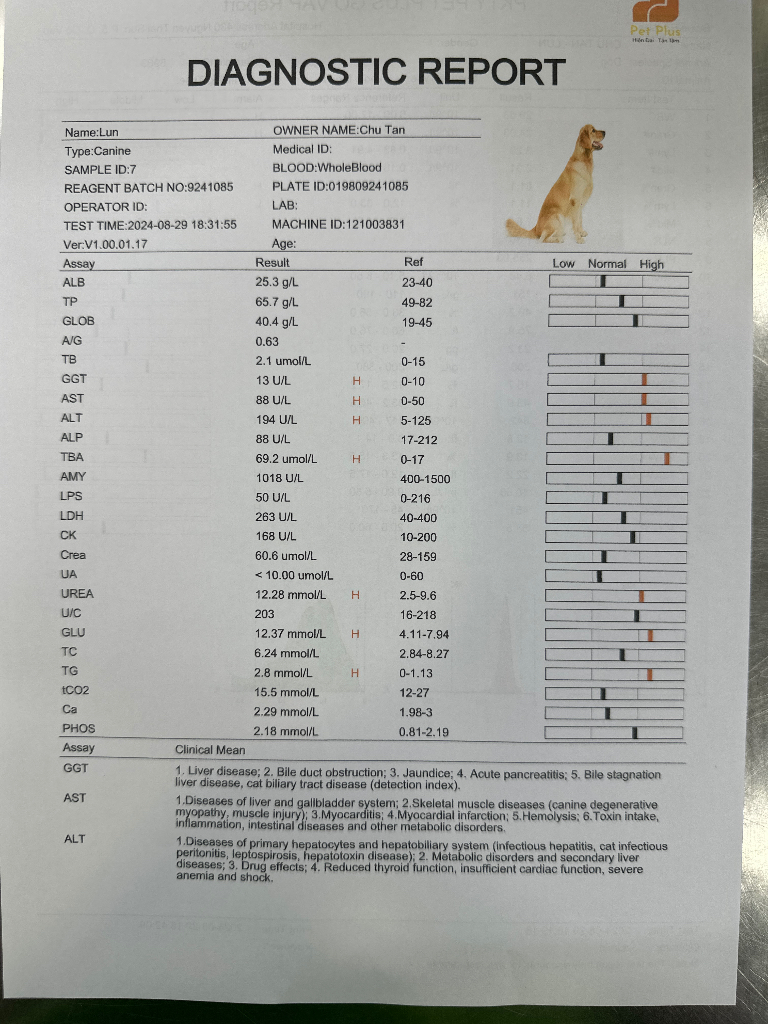 Pet Plus
Hiện Đại - Tận Tâm
DIAGNOSTIC REPORT
Name:Lun OWNER NAME:Chu Tan
Type:Canine Medical ID:
SAMPLE ID:7 BLOOD:WholeBlood
REAGENT BATCH NO:9241085 PLATE ID:019809241085
OPERATOR ID: LAB:
TEST TIME:2024-08-29 18:31:55 MACHINE ID:121003831
Ver:V1.00.01.17 Age:
Assay Result Ref Low Normal High
ALB 25.3 g/L 23-40
TP 65.7 g/L 49-82
GLOB 40.4 g/L 19-45
A/G 0.63 -
TB 2.1 umol/L 0-15
GGT 13 U/L H 0-10
AST 88 U/L H 0-50
ALT 194 U/L H 5-125
ALP 88 U/L 17-212
TBA 69.2 umol/L H 0-17
AMY 1018 U/L 400-1500
LPS 50 U/L 0-216
LDH 263 U/L 40-400
CK 168 U/L 10-200
Crea 60.6 umol/L 28-159
UA < 10.00 umol/L 0-60
UREA 12.28 mmol/L H 2.5-9.6
U/C 203 16-218
GLU 12.37 mmol/L H 4.11-7.94
TC 6.24 mmol/L 2.84-8.27
TG 2.8 mmol/L H 0-1.13
tCO2 15.5 mmol/L 12-27
Ca 2.29 mmol/L 1.98-3
PHOS 2.18 mmol/L 0.81-2.19
Assay Clinical Mean
GGT 1. Liver disease; 2. Bile duct obstruction; 3. Jaundice; 4. Acute pancreatitis; 5. Bile stagnation
liver disease, cat biliary tract disease (detection index).
AST 1.Diseases of liver and gallbladder system; 2.Skeletal muscle diseases (canine degenerative
myopathy, muscle injury); 3.Myocarditis; 4.Myocardial infarction; 5.Hemolysis; 6.Toxin intake,
inflammation, intestinal diseases and other metabolic disorders.
ALT 1.Diseases of primary hepatocytes and hepatobiliary system (infectious hepatitis, cat infectious
peritonitis, leptospirosis, hepatotoxin disease); 2. Metabolic disorders and secondary liver
diseases; 3. Drug effects; 4. Reduced thyroid function, insufficient cardiac function, severe
anemia and shock.